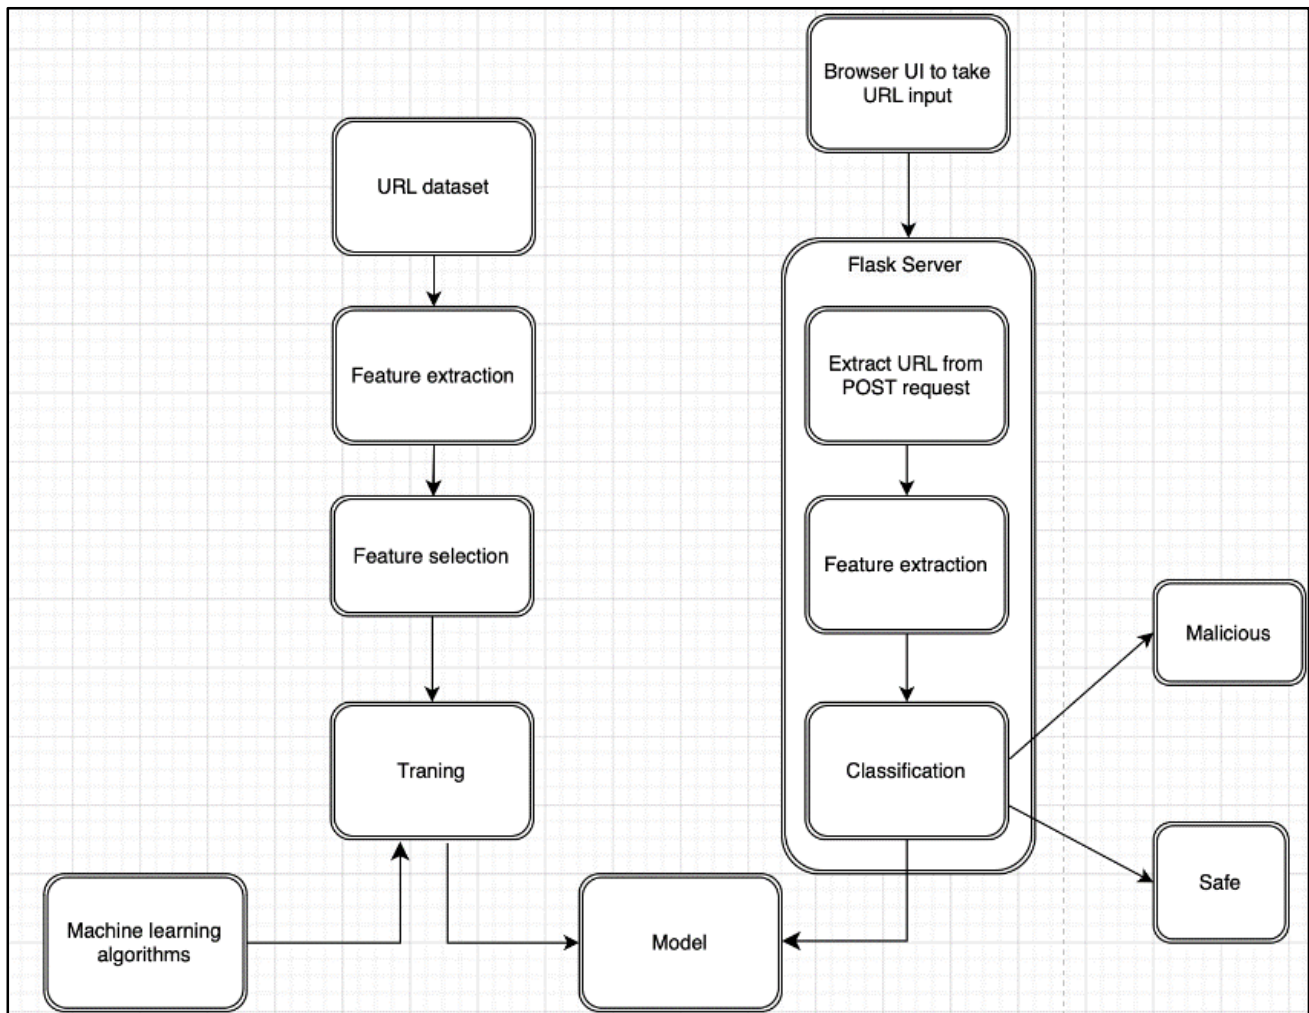 Browser UI to take
URL input
URL dataset
Flask Server
Feature extraction
Extract URL from
POST request
Feature selection
Feature extraction
Malicious
Traning
Classification
Safe
Machine learning
algorithms
Model